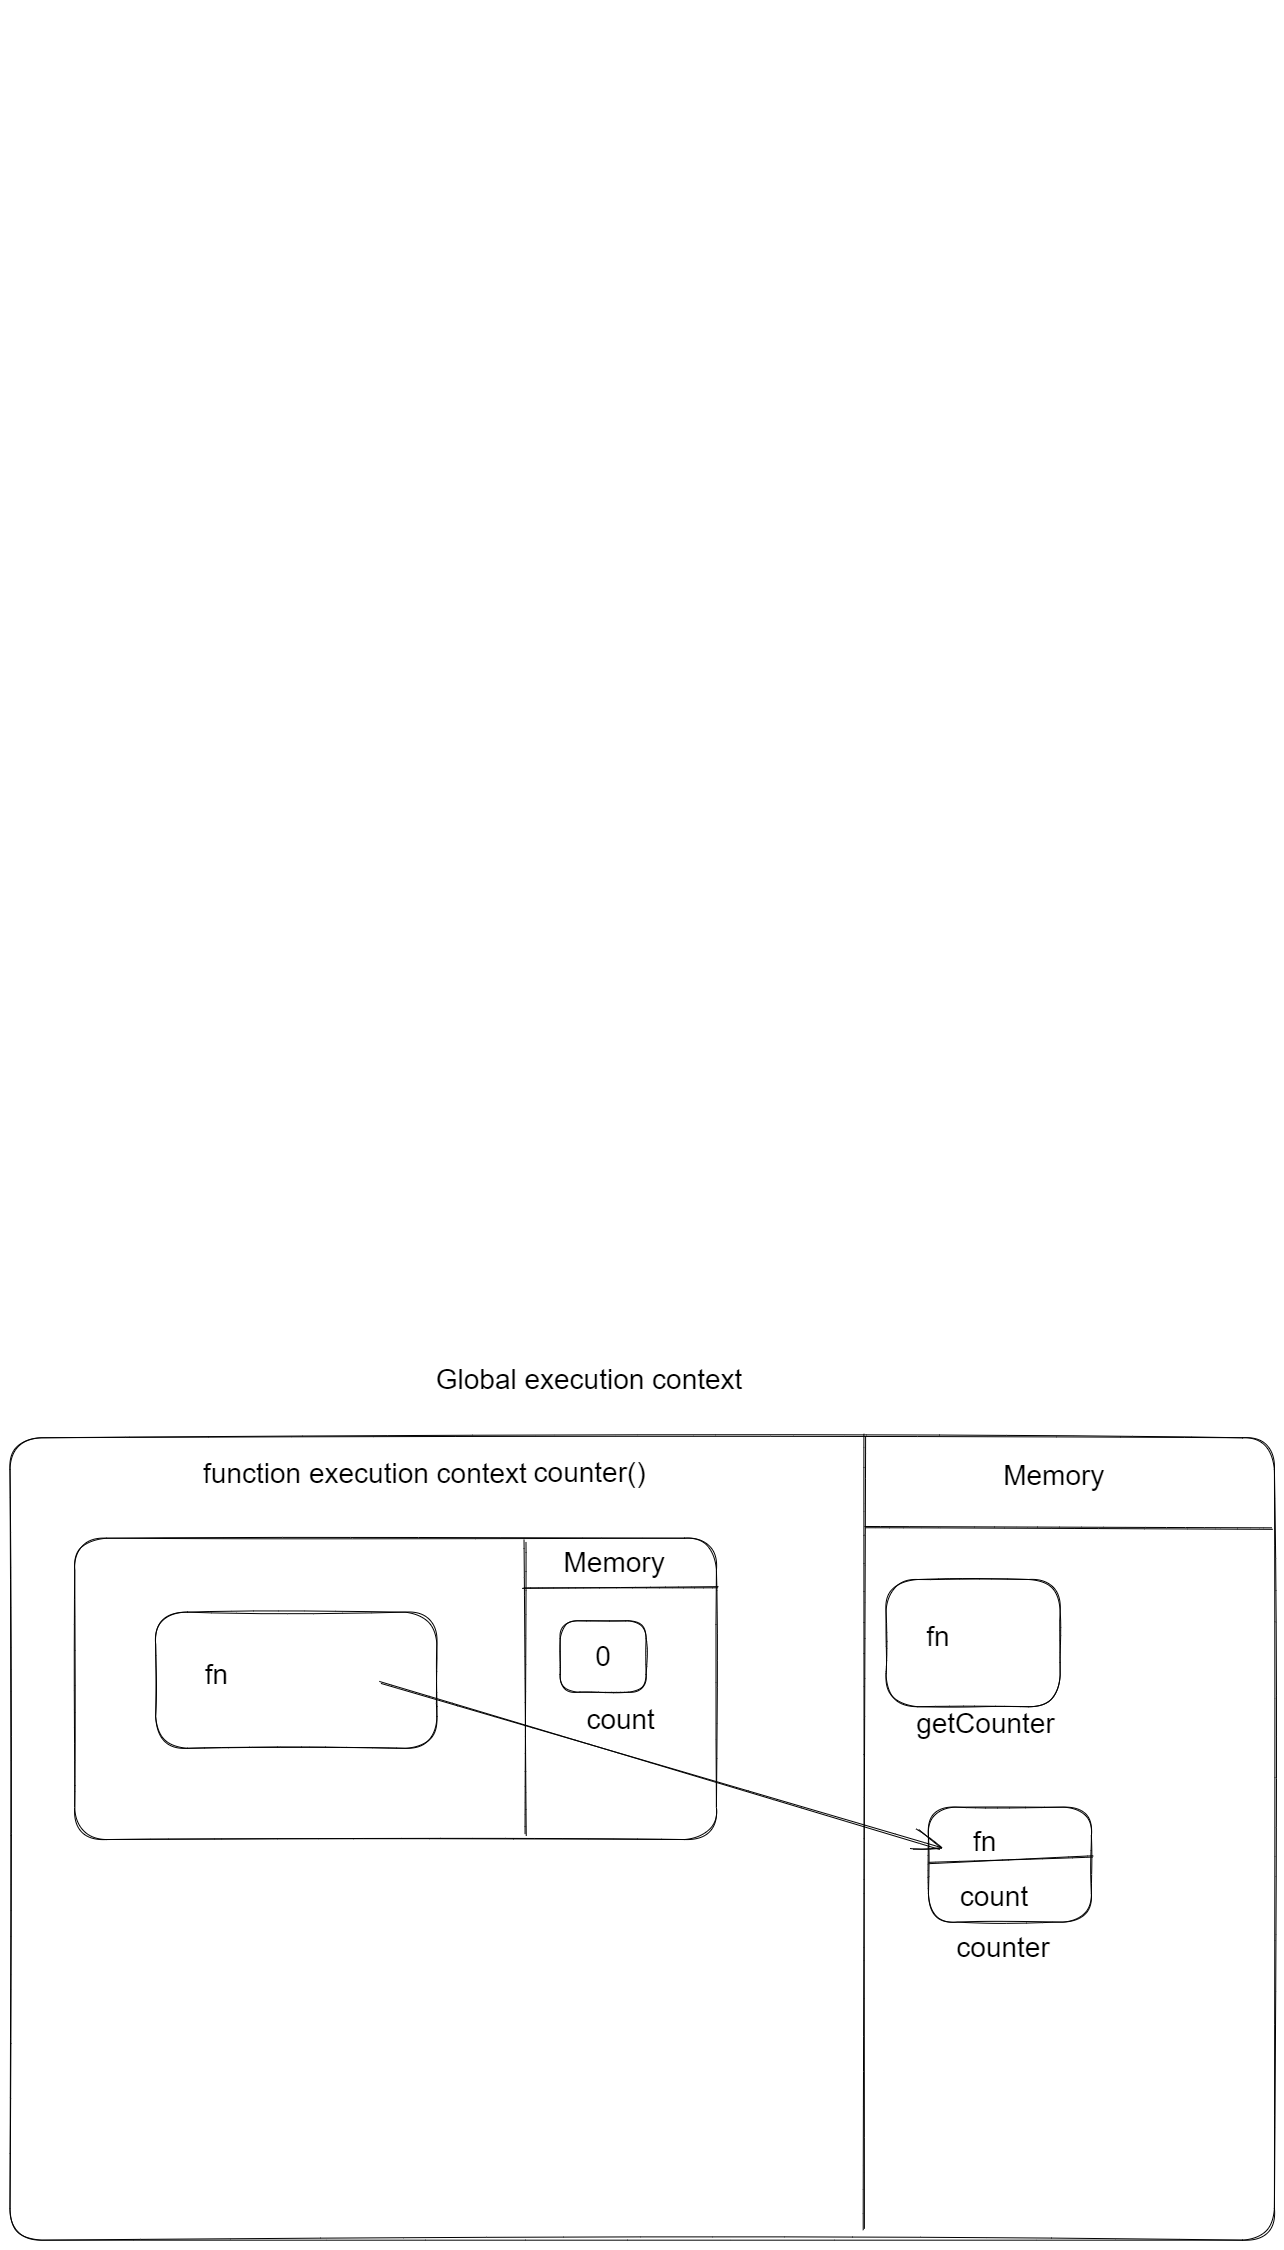 Global execution context
function execution context counter()
Memory
Memory
fn
0
count
fn
getCounter
fn
count
counter